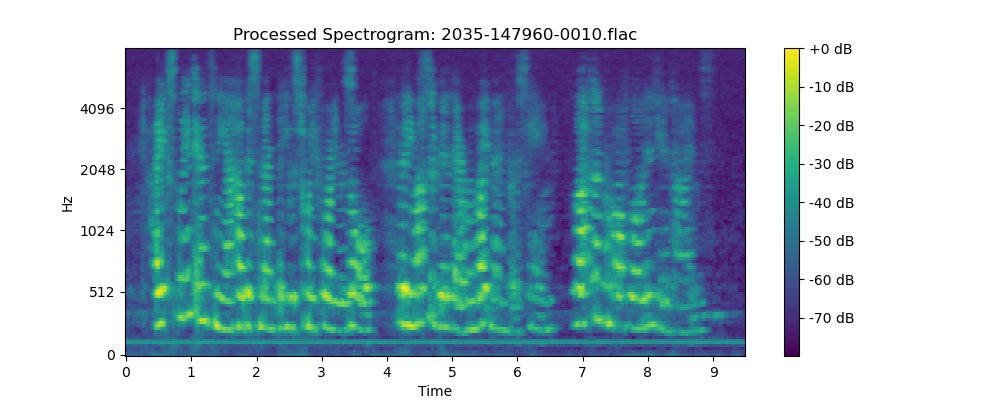 Processed Spectrogram: 2035-147960-0010.flac
Hz
4096
2048
1024
512
0
0 1 2 3 4 5 6 7 8 9
Time
+0 dB
-10 dB
-20 dB
-30 dB
-40 dB
-50 dB
-60 dB
-70 dB